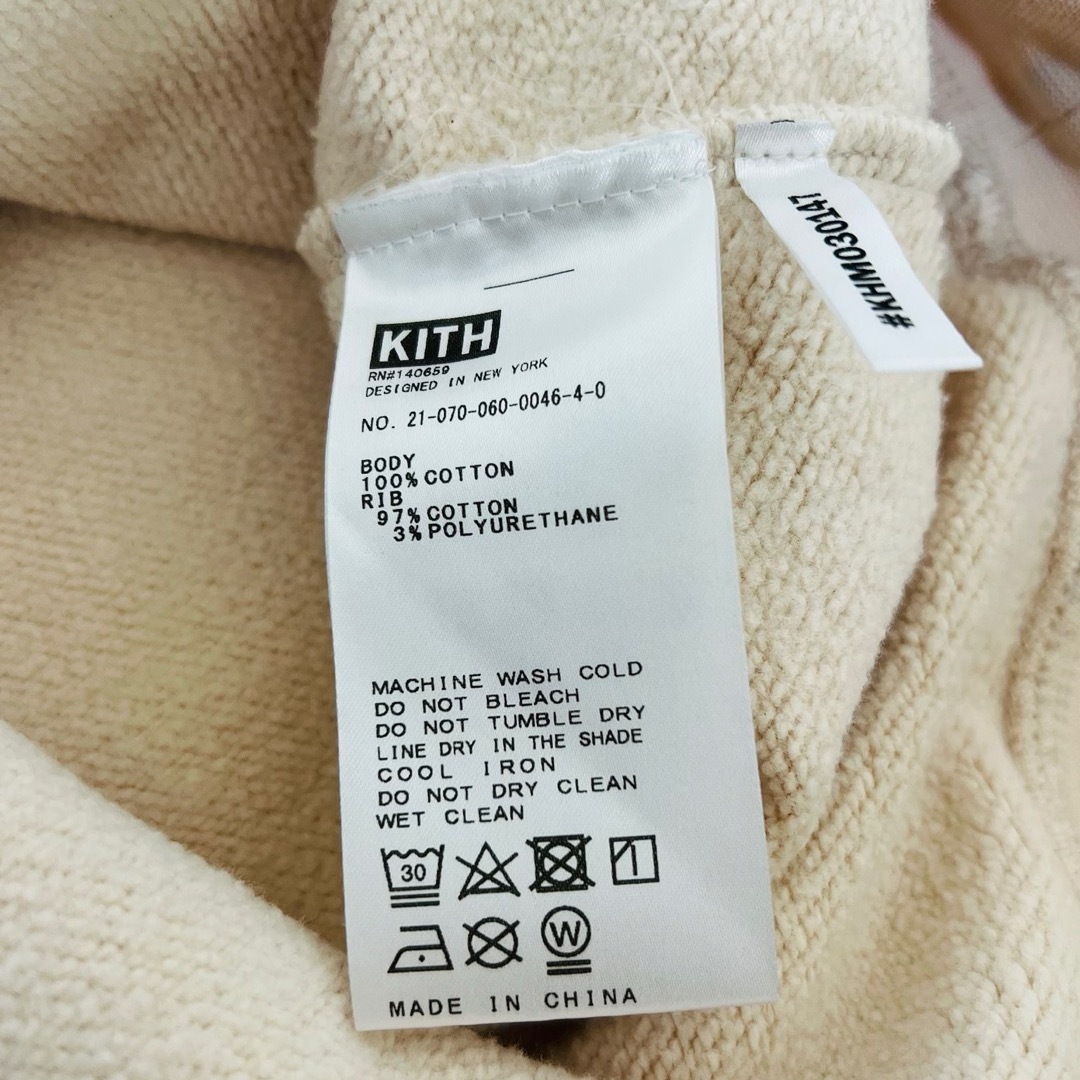 KITH
RN#140659
DESIGNED IN NEW YORK
NO. 21-070-060-0046-4-0
BODY
100% COTTON
RIB
97% COTTON
3% POLYURETHANE
MACHINE WASH COLD
DO NOT BLEACH
DO NOT TUMBLE DRY
LINE DRY IN THE SHADE
COOL IRON
DO NOT DRY CLEAN
WET CLEAN
30
W
MADE IN CHINA
#KHM030147